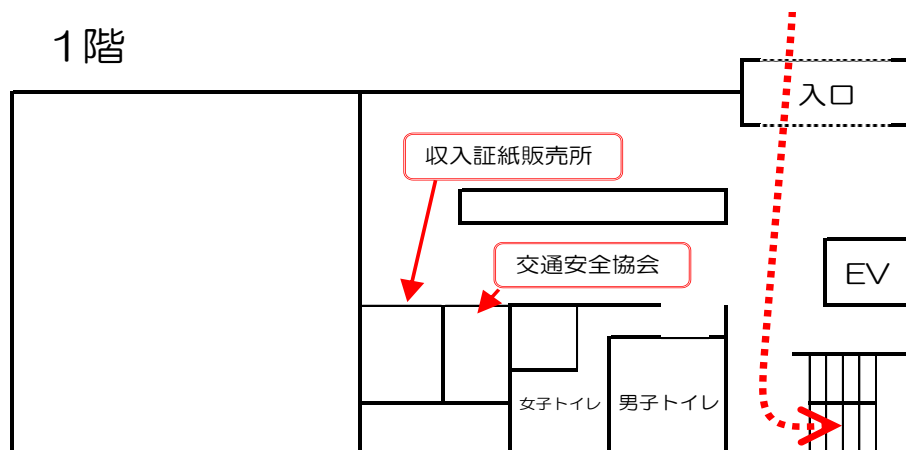 1階
入口
収入証紙販売所
交通安全協会
EV
女子トイレ
男子トイレ